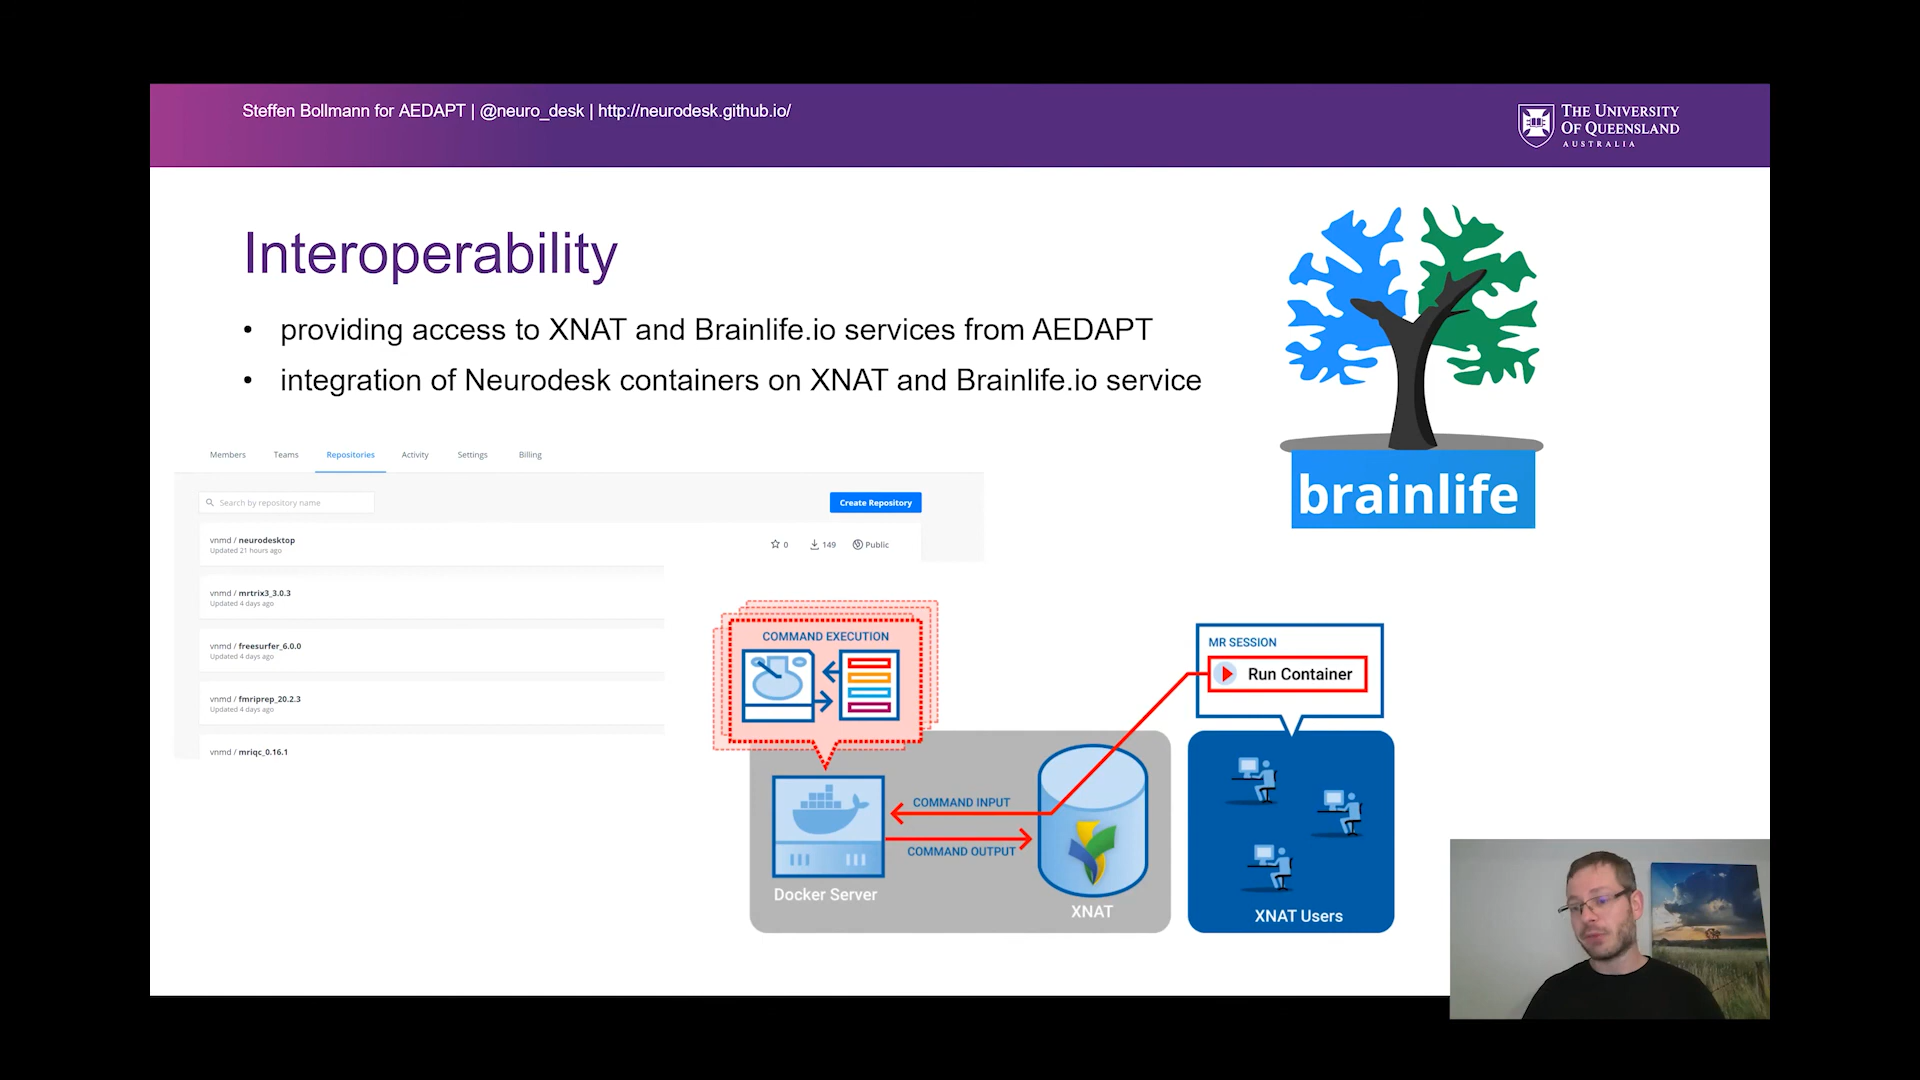 Steffen Bollmann for AEDAPT | @neuro_desk | http://neurodesk.github.io/
THE UNIVERSITY
OF QUEENSLAND
AUSTRALIA
Interoperability
• providing access to XNAT and Brainlife.io services from AEDAPT
• integration of Neurodesk containers on XNAT and Brainlife.io service
brainlife
Members Teams Repositories Activity Settings Billing
Search by repository name
Create Repository
vnmd / neurodesktop
Updated 21 hours ago
0 149 Public
vnmd / mrtrix3_3.0.3
Updated 4 days ago
vnmd / freesurfer_6.0.0
Updated 4 days ago
vnmd / fmriprep_20.2.3
Updated 4 days ago
vnmd / mriqc_0.16.1
COMMAND EXECUTION
MR SESSION
Run Container
COMMAND INPUT
COMMAND OUTPUT
Docker Server
XNAT
XNAT Users